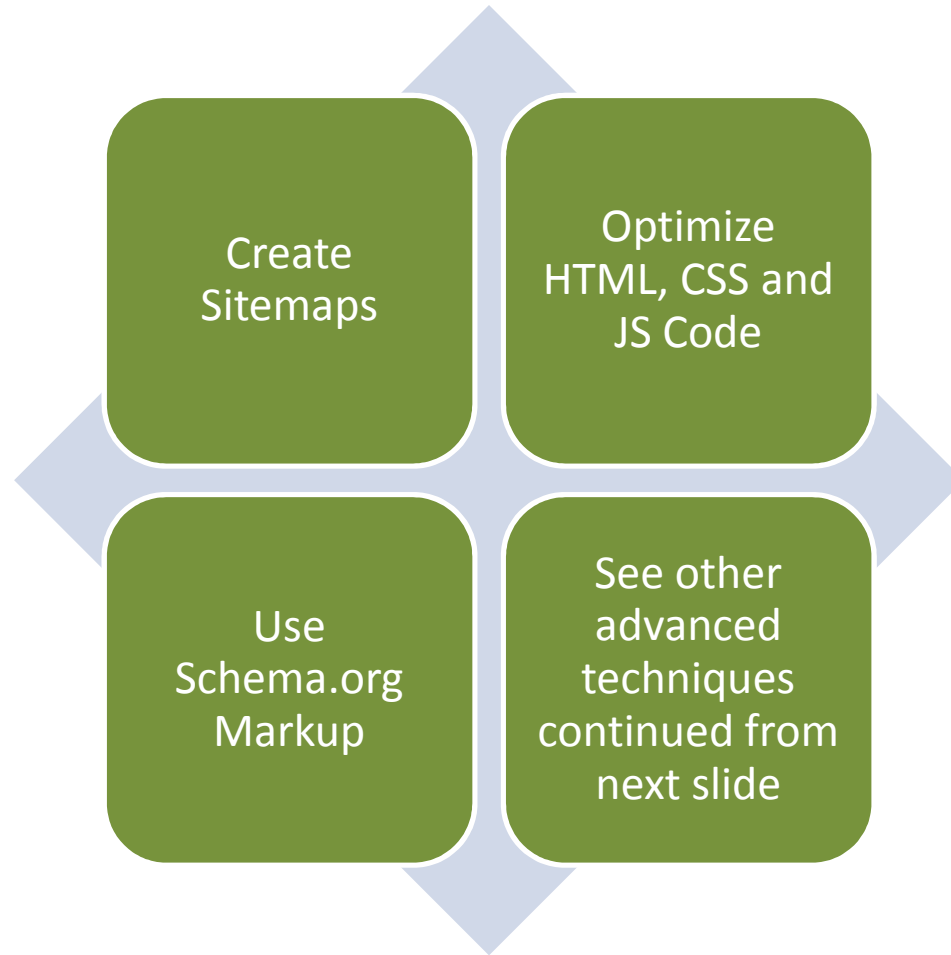 Create
Sitemaps
Optimize
HTML, CSS and
JS Code
Use
Schema.org
Markup
See other
advanced
techniques
continued from
next slide